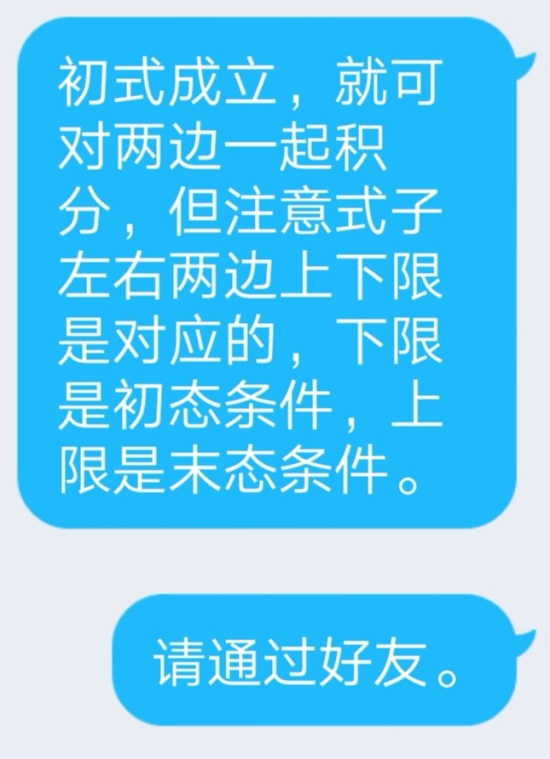 初式成立，就可
对两边一起积
分，但注意式子
左右两边上下限
是对应的，下限
是初态条件，上
限是末态条件。
请通过好友。